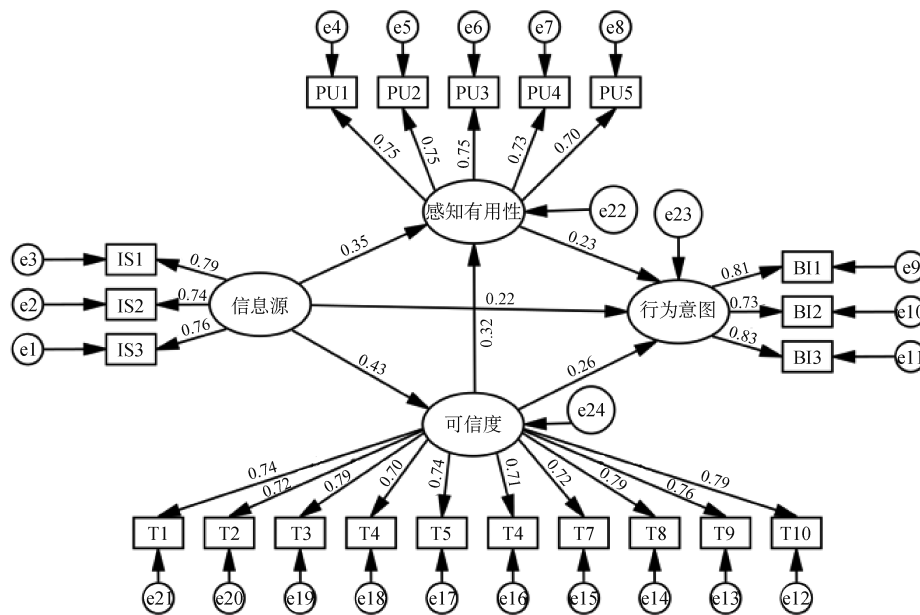 e4 e5 e6 e7 e8
PU1 PU2 PU3 PU4 PU5
0.75 0.75 0.75 0.73 0.70
感知有用性 e22 e23
0.35 0.23
e3 IS1 0.79 0.81 BI1 e9
e2 IS2 0.74 信息源 0.22 行为意图 0.73 BI2 e10
e1 IS3 0.76 0.32 0.83 BI3 e11
0.43 0.26
可信度 e24
0.74 0.72 0.79 0.70 0.74 0.71 0.72 0.79 0.76 0.79
T1 T2 T3 T4 T5 T4 T7 T8 T9 T10
e21 e20 e19 e18 e17 e16 e15 e14 e13 e12